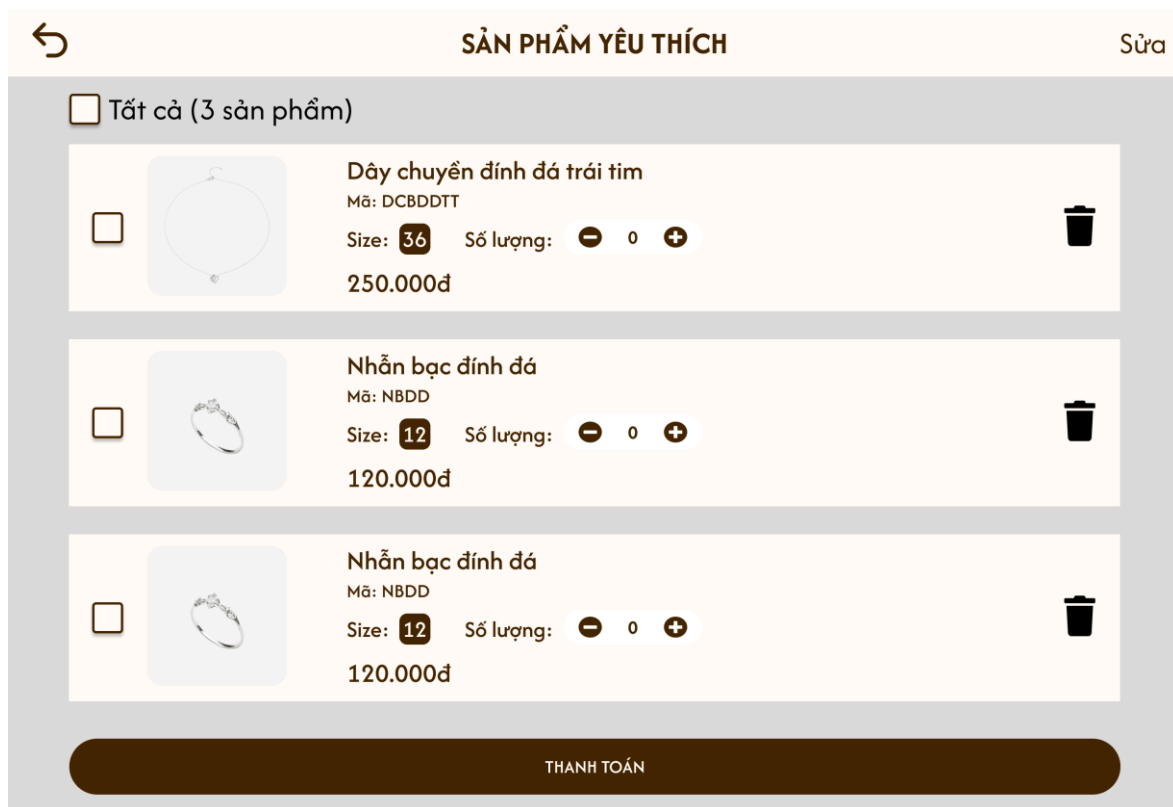 SẢN PHẨM YÊU THÍCH
Sửa
Tất cả (3 sản phẩm)
Dây chuyền đính đá trái tim
Mã: DCBDDTT
Size: 36 Số lượng: 0
250.000đ
Nhẫn bạc đính đá
Mã: NBDD
Size: 12 Số lượng: 0
120.000đ
Nhẫn bạc đính đá
Mã: NBDD
Size: 12 Số lượng: 0
120.000đ
THANH TOÁN